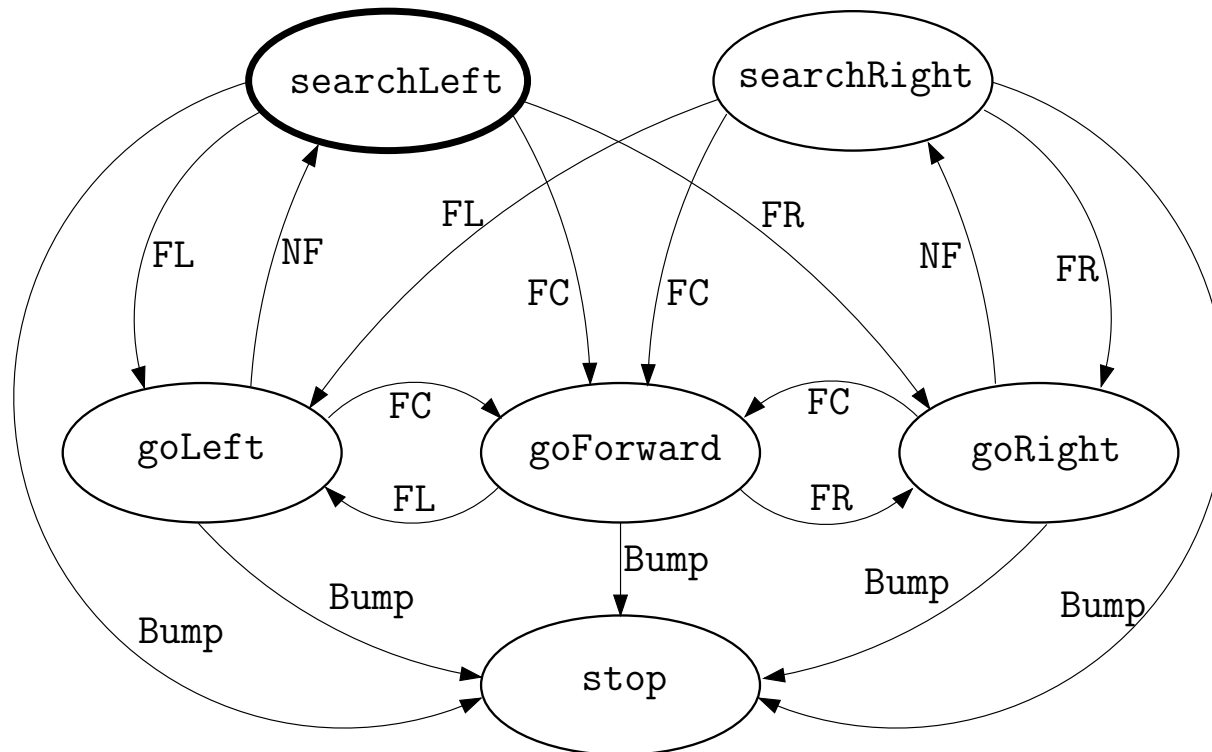 searchLeft
searchRight
FL
FR
FL
NF
NF
FR
FC
FC
FC
FC
goLeft
goForward
goRight
FL
FR
Bump
Bump
Bump
Bump
Bump
stop